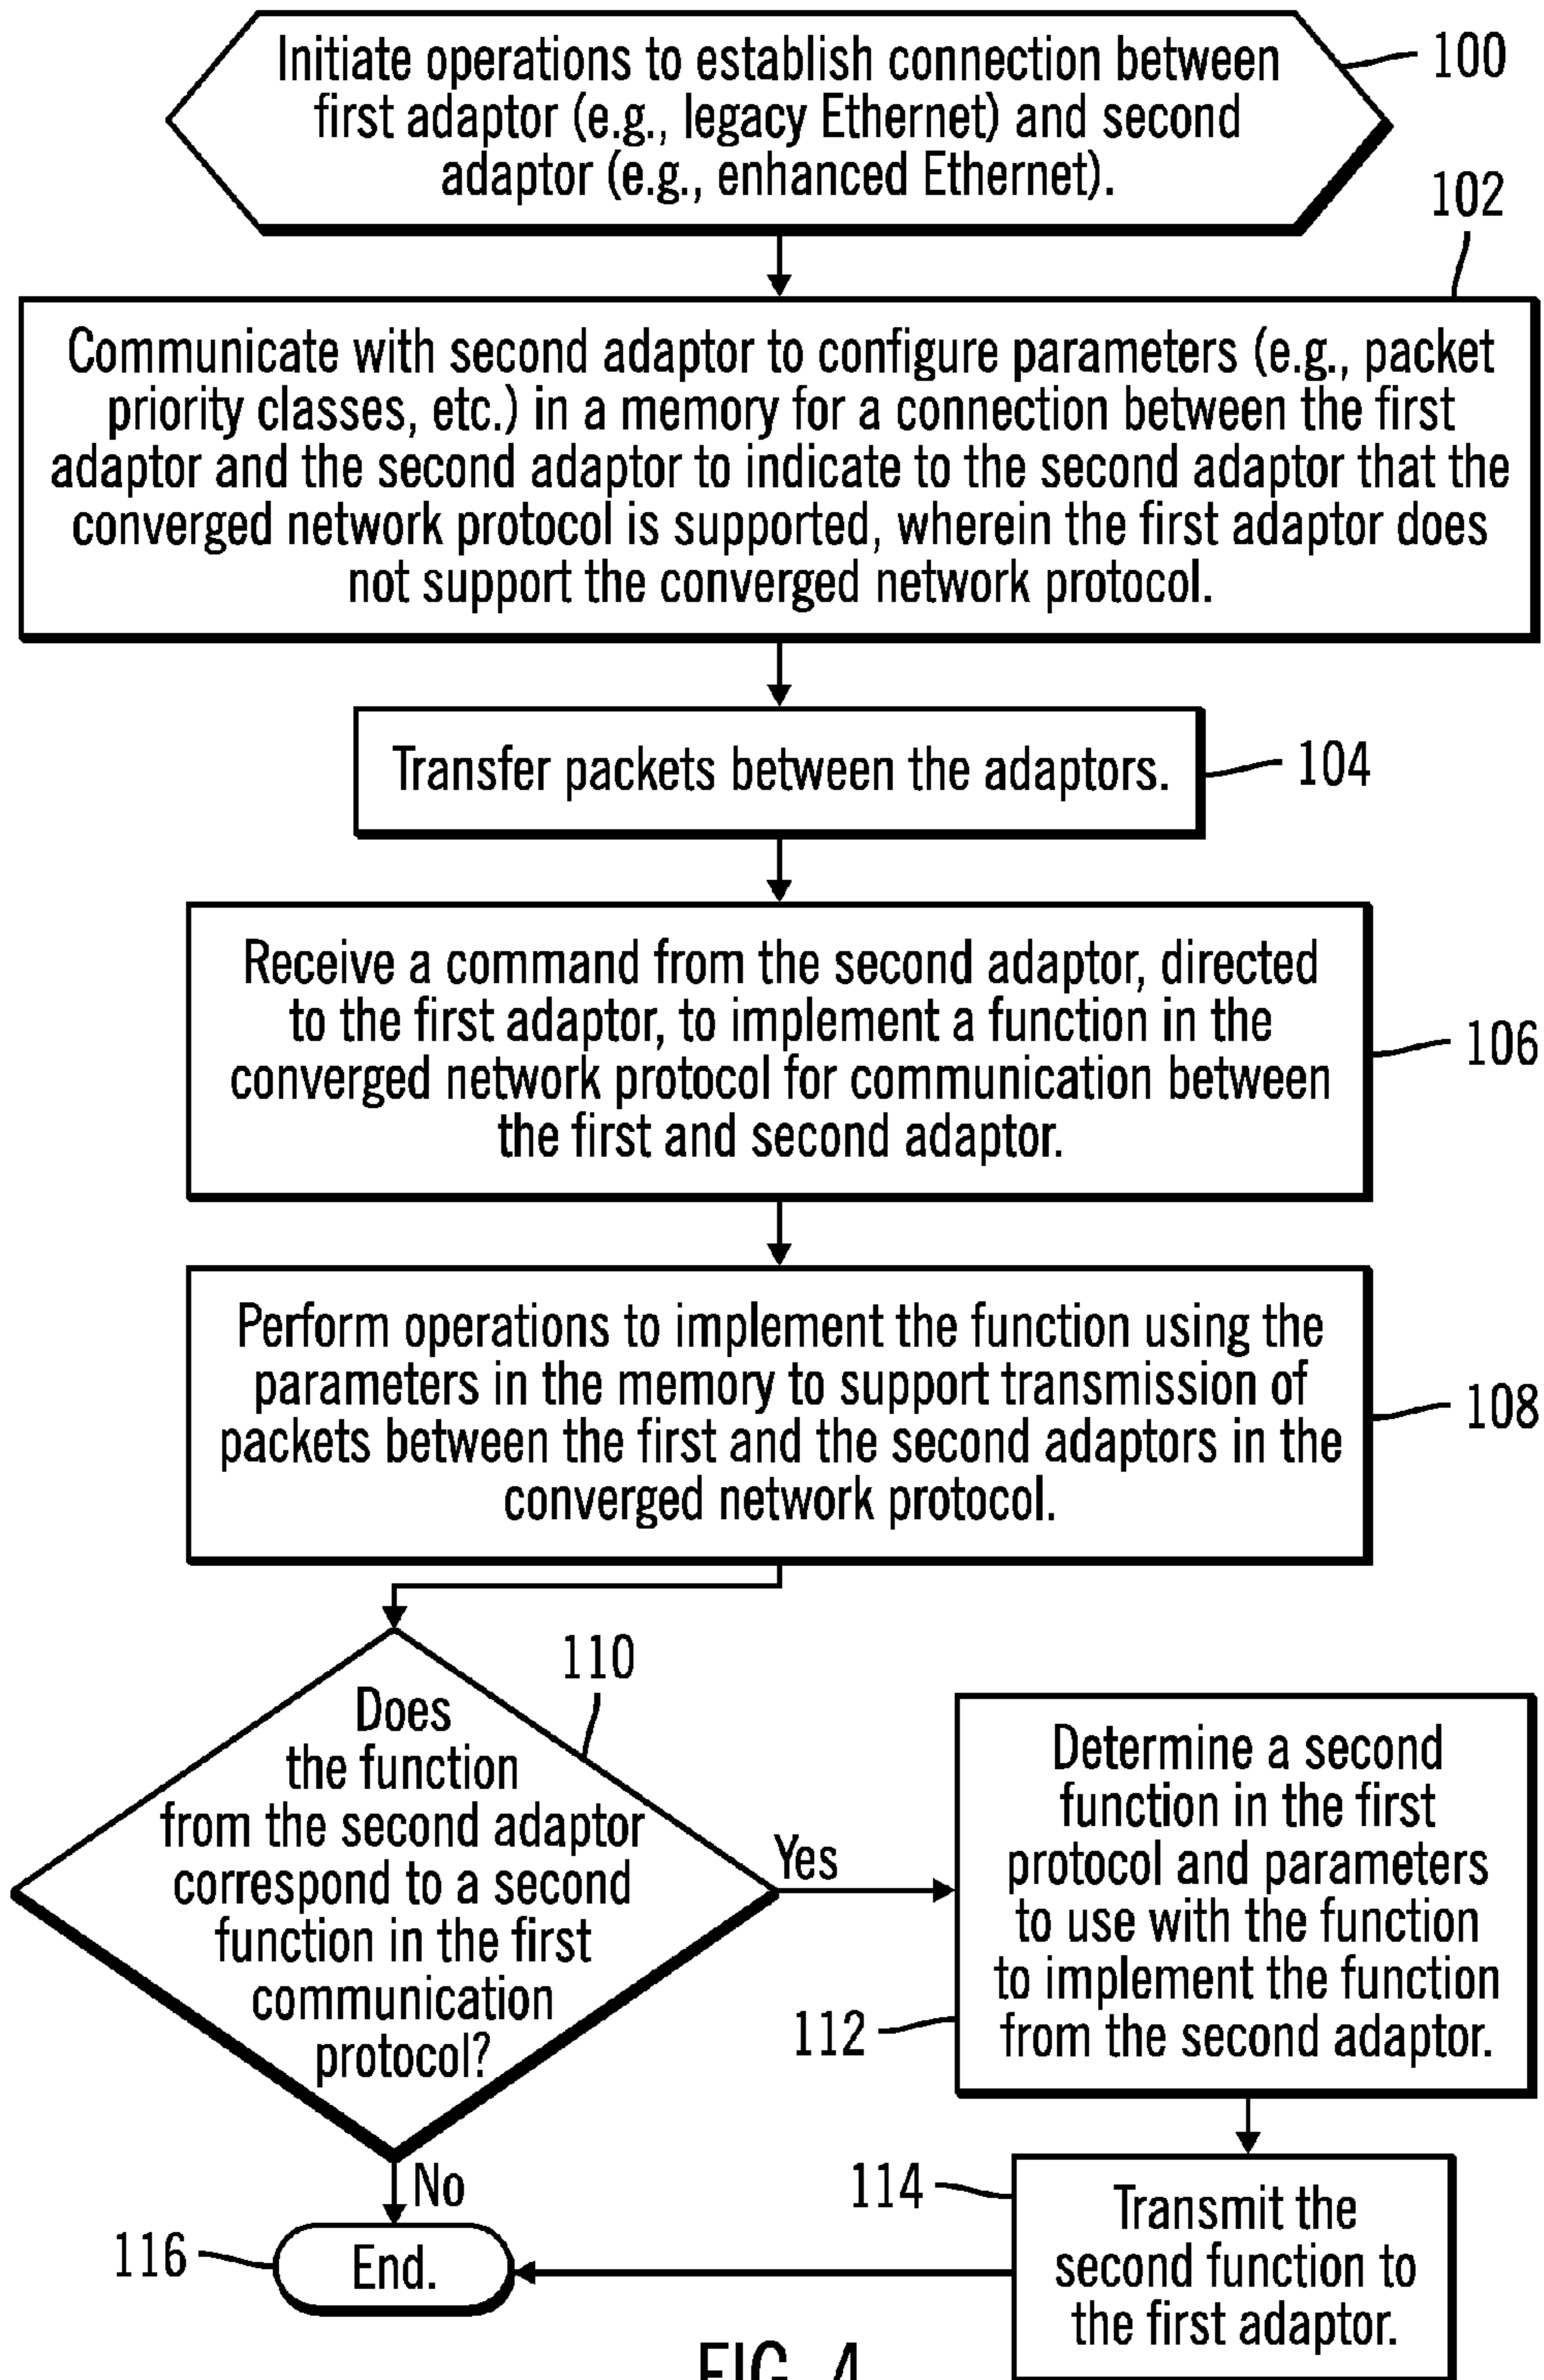 Initiate operations to establish connection between
first adaptor (e.g., legacy Ethernet) and second
adaptor (e.g., enhanced Ethernet).
100
102
Communicate with second adaptor to configure parameters (e.g., packet
priority classes, etc.) in a memory for a connection between the first
adaptor and the second adaptor to indicate to the second adaptor that the
converged network protocol is supported, wherein the first adaptor does
not support the converged network protocol.
Transfer packets between the adaptors.
104
Receive a command from the second adaptor, directed
to the first adaptor, to implement a function in the
converged network protocol for communication between
the first and second adaptor.
106
Perform operations to implement the function using the
parameters in the memory to support transmission of
packets between the first and the second adaptors in the
converged network protocol.
108
110
Does
the function
from the second adaptor
correspond to a second
function in the first
communication
protocol?
Yes
Determine a second
function in the first
protocol and parameters
to use with the function
to implement the function
from the second adaptor.
112
No
114
Transmit the
second function to
the first adaptor.
116
End.
FIG. 4